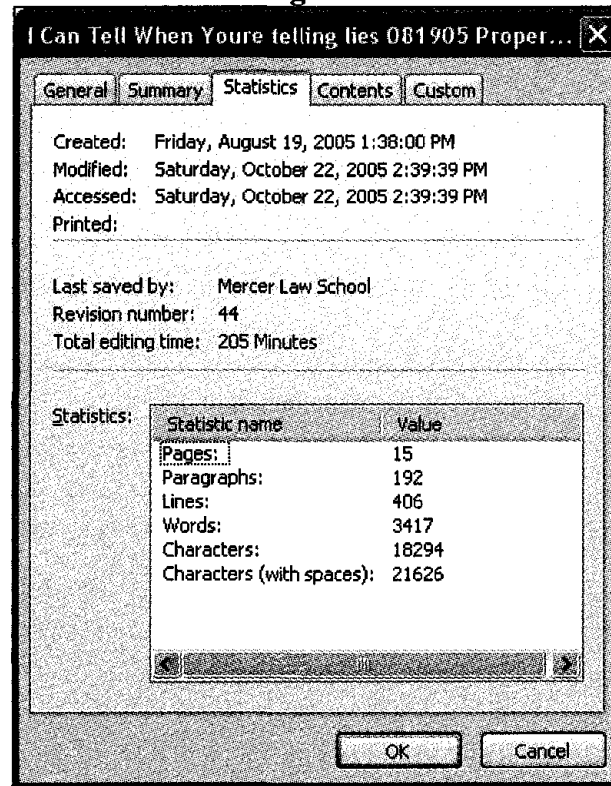 I Can Tell When Youre telling lies 081905 Proper...
General Summary Statistics Contents Custom
Created: Friday, August 19, 2005 1:38:00 PM
Modified: Saturday, October 22, 2005 2:39:39 PM
Accessed: Saturday, October 22, 2005 2:39:39 PM
Printed:
Last saved by: Mercer Law School
Revision number: 44
Total editing time: 205 Minutes
Statistics:
Statistic name Value
Pages: 15
Paragraphs: 192
Lines: 406
Words: 3417
Characters: 18294
Characters (with spaces): 21626
OK Cancel